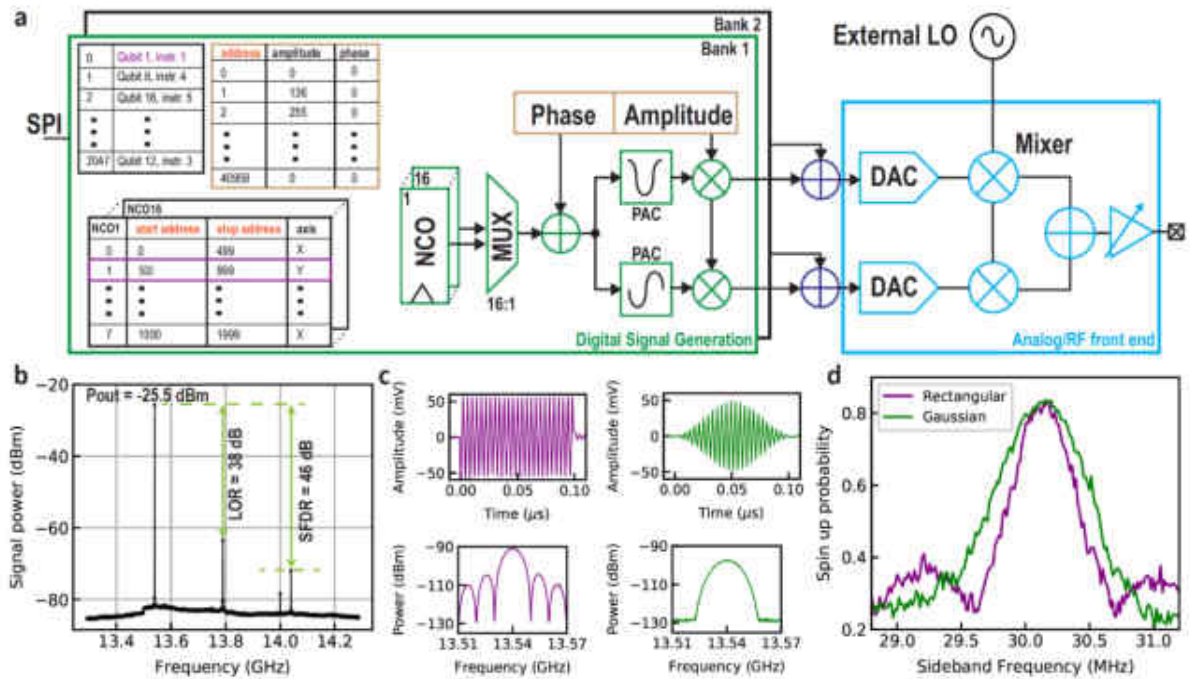 a
Bank 2
Bank 1
External LO
SPI
0 Qubit 1, instr 1
1 Qubit 8, instr 4
2 Qubit 16, instr 5
20A7 Qubit 12, instr 3
address amplitude phase
0 0 0
1 136 0
2 255 0
40959 0 0
NCO16
NCO1 start address stop address axis
0 0 499 X
1 500 999 Y
7 1000 1999 X
1 16
NCO
MUX
16:1
Phase Amplitude
PAC
PAC
Digital Signal Generation
DAC
DAC
Mixer
Analog/RF front end
b
Pout = -25.5 dBm
LOR = 38 dB
SFDR = 46 dB
Signal power (dBm)
−20
−40
−60
−80
13.4 13.6 13.8 14.0 14.2
Frequency (GHz)
c
Amplitude (mV)
50
0
−50
0.00 0.05 0.10
Time (μs)
Amplitude (mV)
50
0
−50
0.00 0.05 0.10
Time (μs)
Power (dBm)
−90
−110
−130
13.51 13.54 13.57
Frequency (GHz)
Power (dBm)
−90
−110
−130
13.51 13.54 13.57
Frequency (GHz)
d
Rectangular
Gaussian
Spin up probability
0.8
0.6
0.4
0.2
29.0 29.5 30.0 30.5 31.0
Sideband Frequency (MHz)